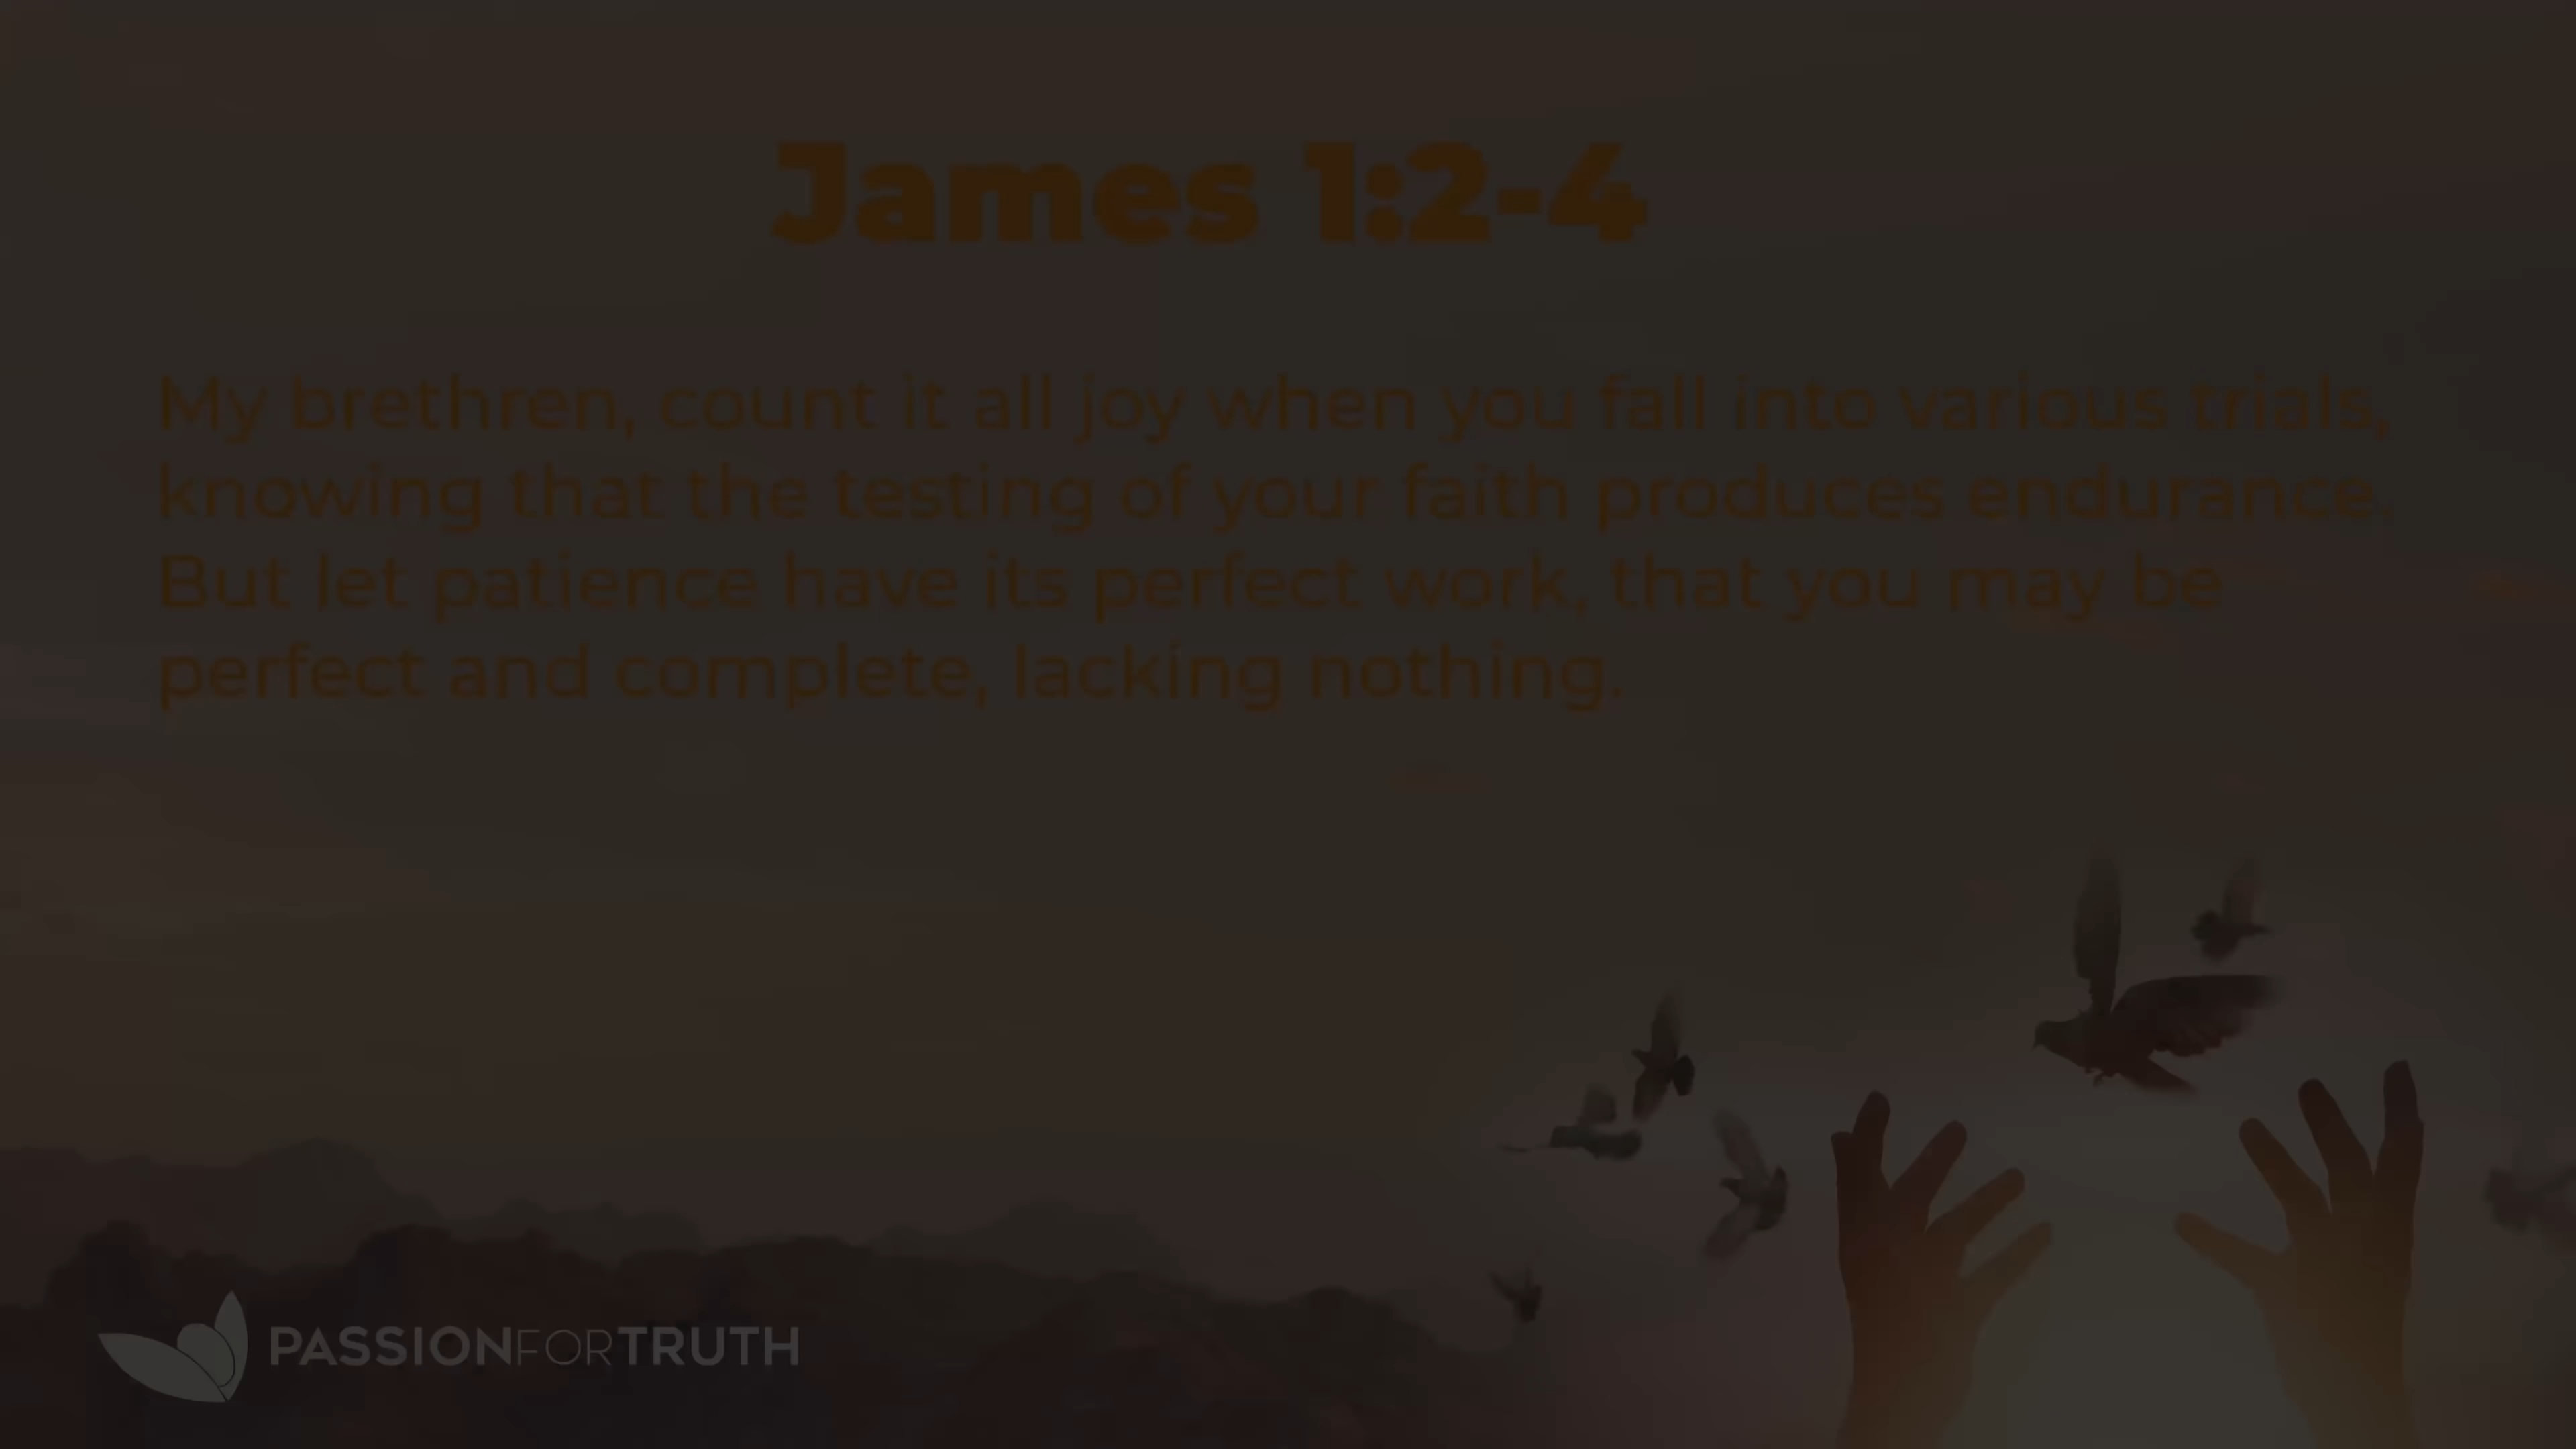 James 1:2-4
My brethren, count it all joy when you fall into various trials,
knowing that the testing of your faith produces endurance.
But let patience have its perfect work, that you may be
perfect and complete, lacking nothing.
PASSIONFORTRUTH